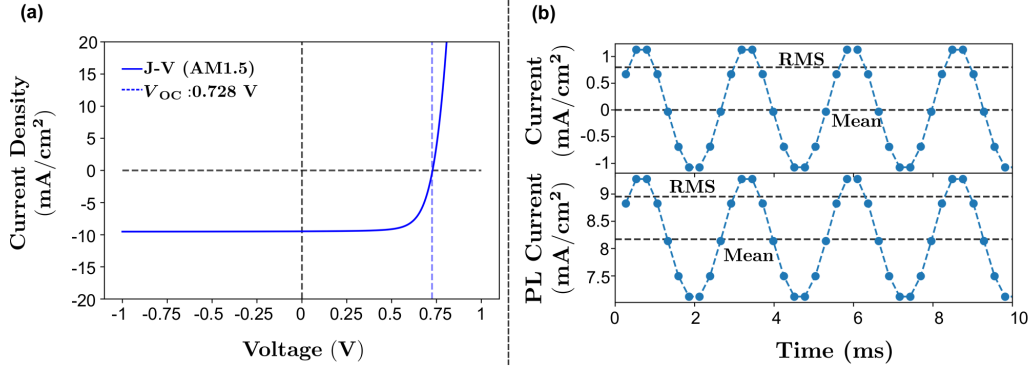 (a)
Current Density
(mA/cm²)
20
15
10
5
0
-5
-10
-15
-20
J-V (AM1.5)
V_OC :0.728 V
-1
-0.75
-0.5
-0.25
0
0.25
0.5
0.75
1
Voltage (V)
(b)
Current
(mA/cm²)
1
0.5
0
-0.5
-1
RMS
Mean
PL Current
(mA/cm²)
9
8.5
8
7.5
RMS
Mean
0
2
4
6
8
10
Time (ms)